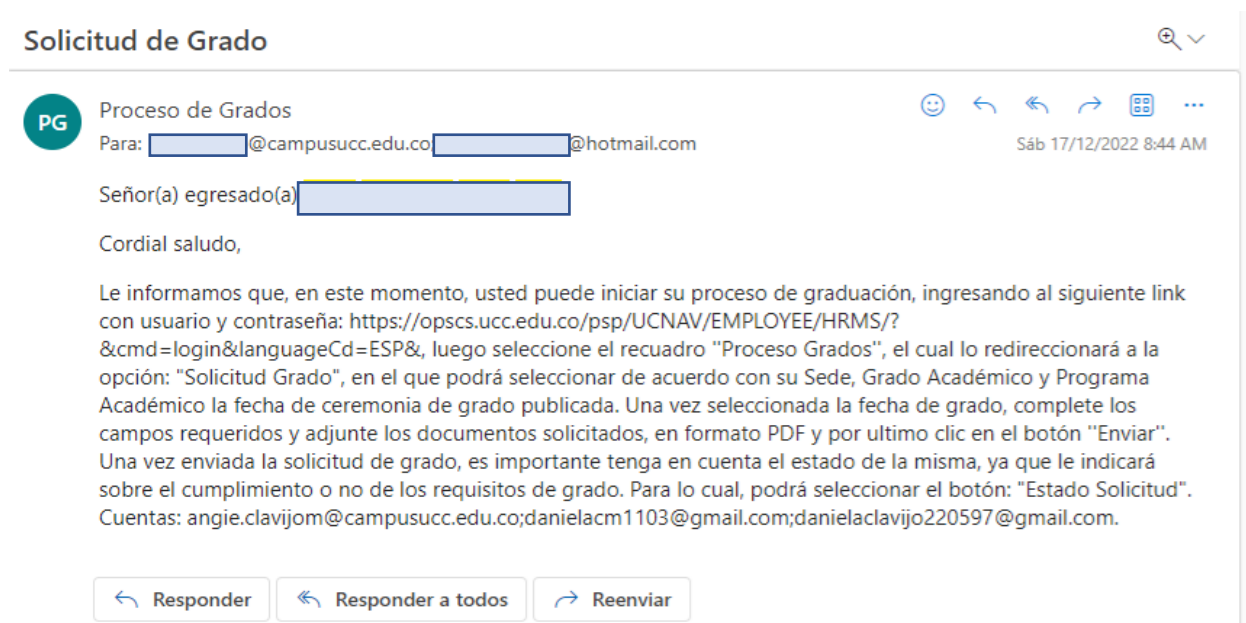 Solicitud de Grado
PG
Proceso de Grados
Para: @campusucc.edu.co; @hotmail.com
Sáb 17/12/2022 8:44 AM
Señor(a) egresado(a)
Cordial saludo,
Le informamos que, en este momento, usted puede iniciar su proceso de graduación, ingresando al siguiente link
con usuario y contraseña: https://opscs.ucc.edu.co/psp/UCNAV/EMPLOYEE/HRMS/?
&cmd=login&languageCd=ESP&, luego seleccione el recuadro "Proceso Grados", el cual lo redireccionará a la
opción: "Solicitud Grado", en el que podrá seleccionar de acuerdo con su Sede, Grado Académico y Programa
Académico la fecha de ceremonia de grado publicada. Una vez seleccionada la fecha de grado, complete los
campos requeridos y adjunte los documentos solicitados, en formato PDF y por ultimo clic en el botón "Enviar".
Una vez enviada la solicitud de grado, es importante tenga en cuenta el estado de la misma, ya que le indicará
sobre el cumplimiento o no de los requisitos de grado. Para lo cual, podrá seleccionar el botón: "Estado Solicitud".
Cuentas: angie.clavijom@campusucc.edu.co;danielacm1103@gmail.com;danielaclavijo220597@gmail.com.
Responder
Responder a todos
Reenviar